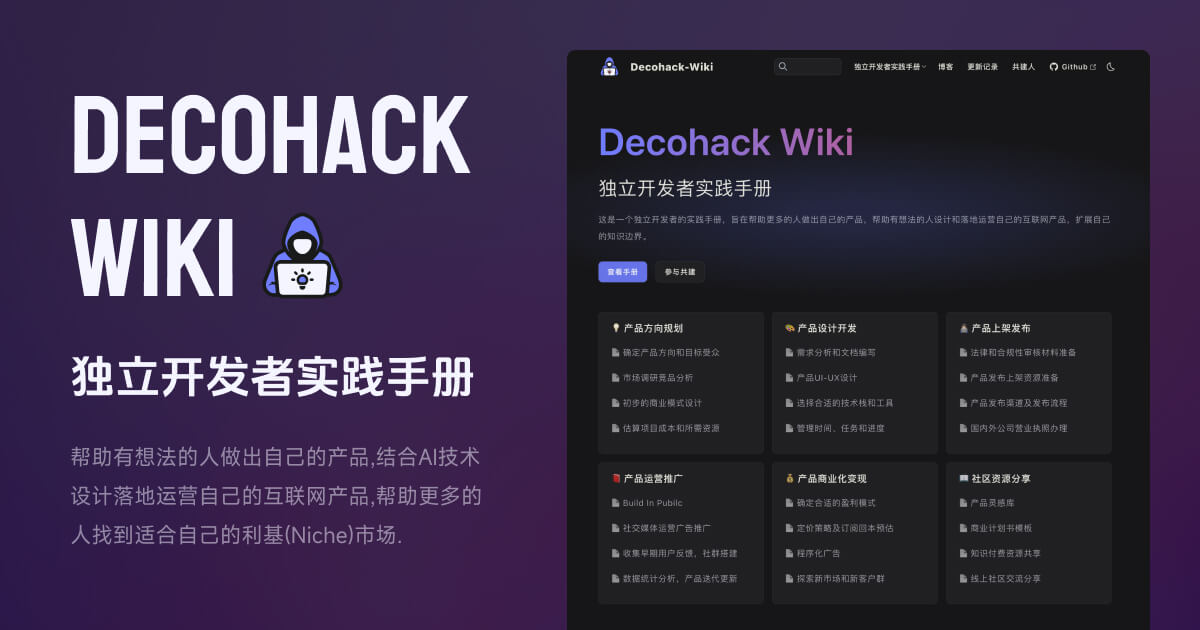 DECOHACK
WIKI
独立开发者实践手册
帮助有想法的人做出自己的产品,结合AI技术
设计落地运营自己的互联网产品,帮助更多的
人找到适合自己的利基(Niche)市场.
Decohack-Wiki
独立开发者实践手册
博客
更新记录
共建人
Github
Decohack Wiki
独立开发者实践手册
这是一个独立开发者的实践手册，旨在帮助更多的人做出自己的产品，帮助有想法的人设计和落地运营自己的互联网产品，扩展自己
的知识边界。
查看手册
参与共建
产品方向规划
确定产品方向和目标受众
市场调研竞品分析
初步的商业模式设计
估算项目成本和所需资源
产品设计开发
需求分析和文档编写
产品UI-UX设计
选择合适的技术栈和工具
管理时间、任务和进度
产品上架发布
法律和合规性审核材料准备
产品发布上架资源准备
产品发布渠道及发布流程
国内外公司营业执照办理
产品运营推广
Build In Pubilc
社交媒体运营广告推广
收集早期用户反馈，社群搭建
数据统计分析，产品迭代更新
产品商业化变现
确定合适的盈利模式
定价策略及订阅回本预估
程序化广告
探索新市场和新客户群
社区资源分享
产品灵感库
商业计划书模板
知识付费资源共享
线上社区交流分享